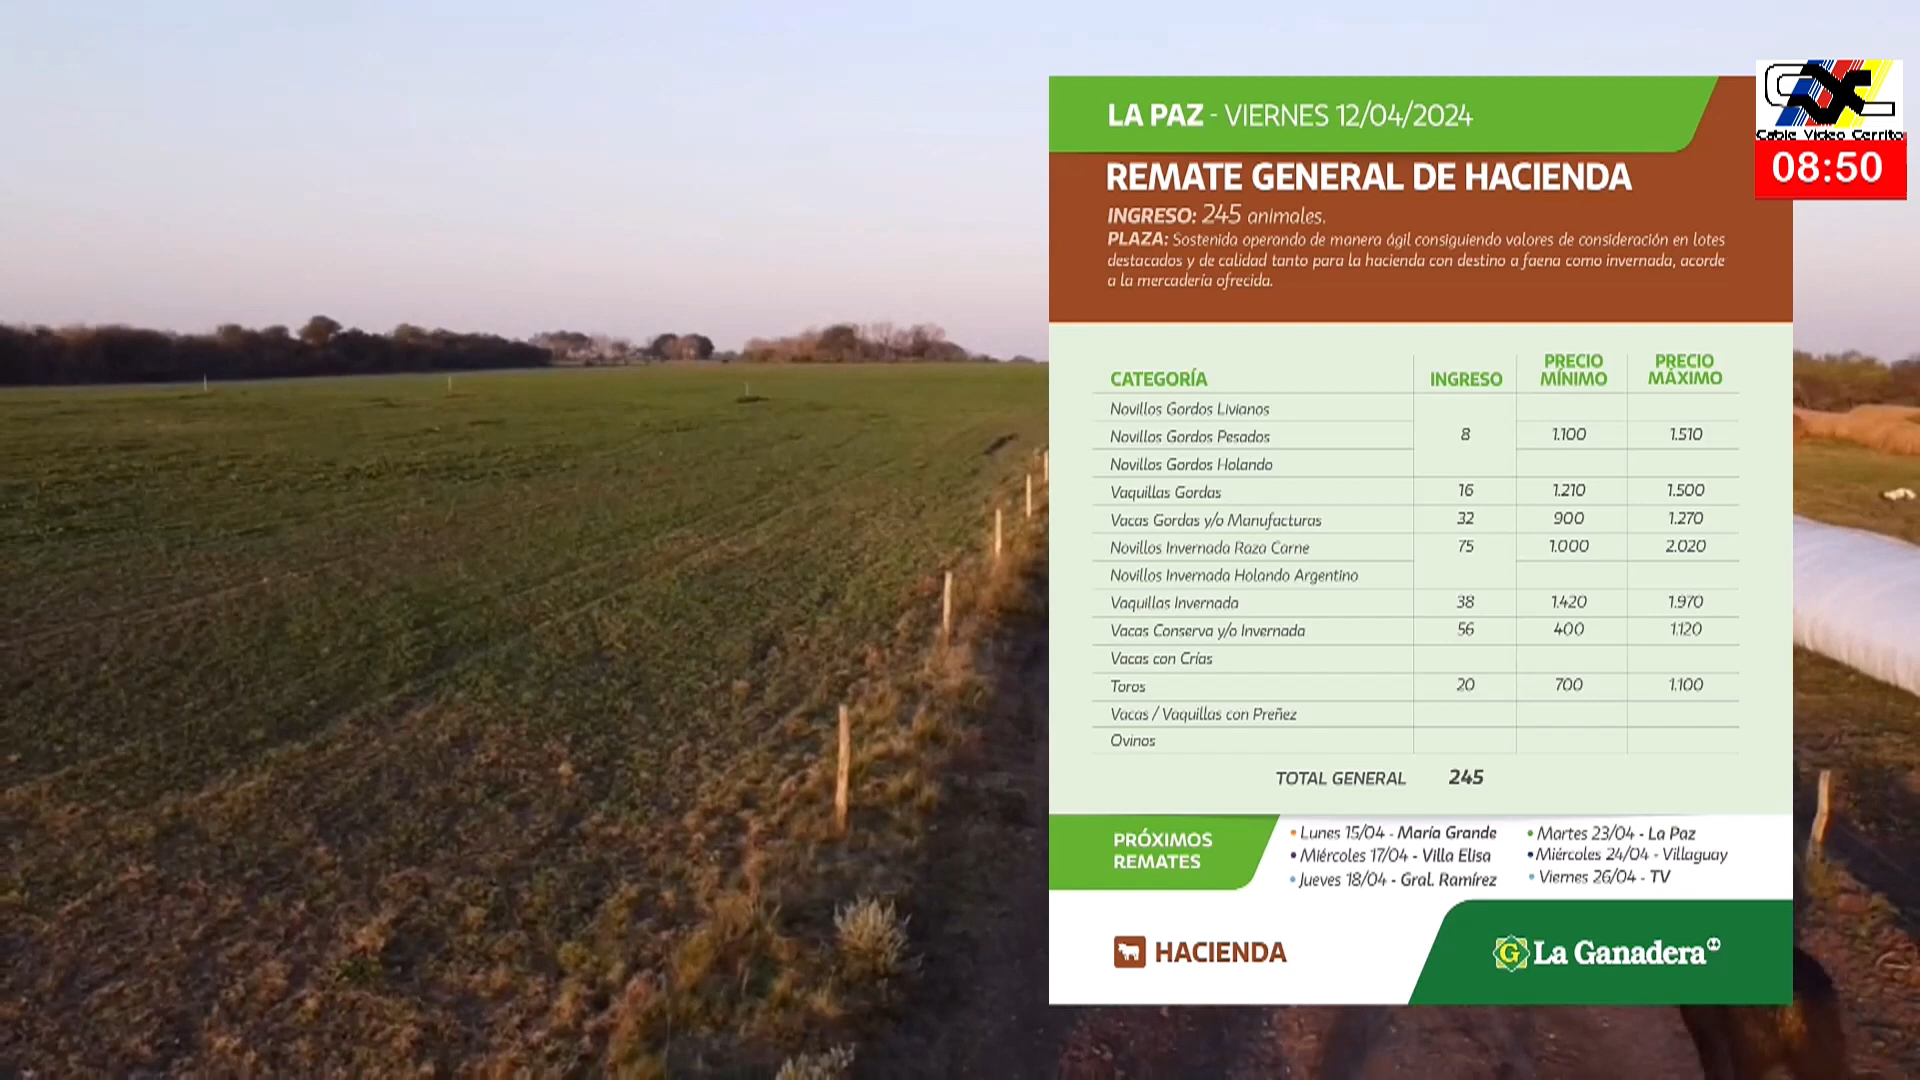 LA PAZ - VIERNES 12/04/2024
REMATE GENERAL DE HACIENDA
INGRESO: 245 animales.
PLAZA: Sostenida operando de manera ágil consiguiendo valores de consideración en lotes
destacados y de calidad tanto para la hacienda con destino a faena como invernada, acorde
a la mercadería ofrecida.
Cable Video Cerrito
08:50
CATEGORÍA INGRESO PRECIO MÍNIMO PRECIO MÁXIMO
Novillos Gordos Livianos
Novillos Gordos Pesados 8 1.100 1.510
Novillos Gordos Holando
Vaquillas Gordas 16 1.210 1.500
Vacas Gordas y/o Manufacturas 32 900 1.270
Novillos Invernada Raza Carne 75 1.000 2.020
Novillos Invernada Holando Argentino
Vaquillas Invernada 38 1.420 1.970
Vacas Conserva y/o Invernada 56 400 1.120
Vacas con Crías
Toros 20 700 1.100
Vacas / Vaquillas con Preñez
Ovinos
TOTAL GENERAL 245
PRÓXIMOS
REMATES
• Lunes 15/04 - María Grande
• Miércoles 17/04 - Villa Elisa
• Jueves 18/04 - Gral. Ramírez
• Martes 23/04 - La Paz
• Miércoles 24/04 - Villaguay
• Viernes 26/04 - TV
HACIENDA
G La Ganadera